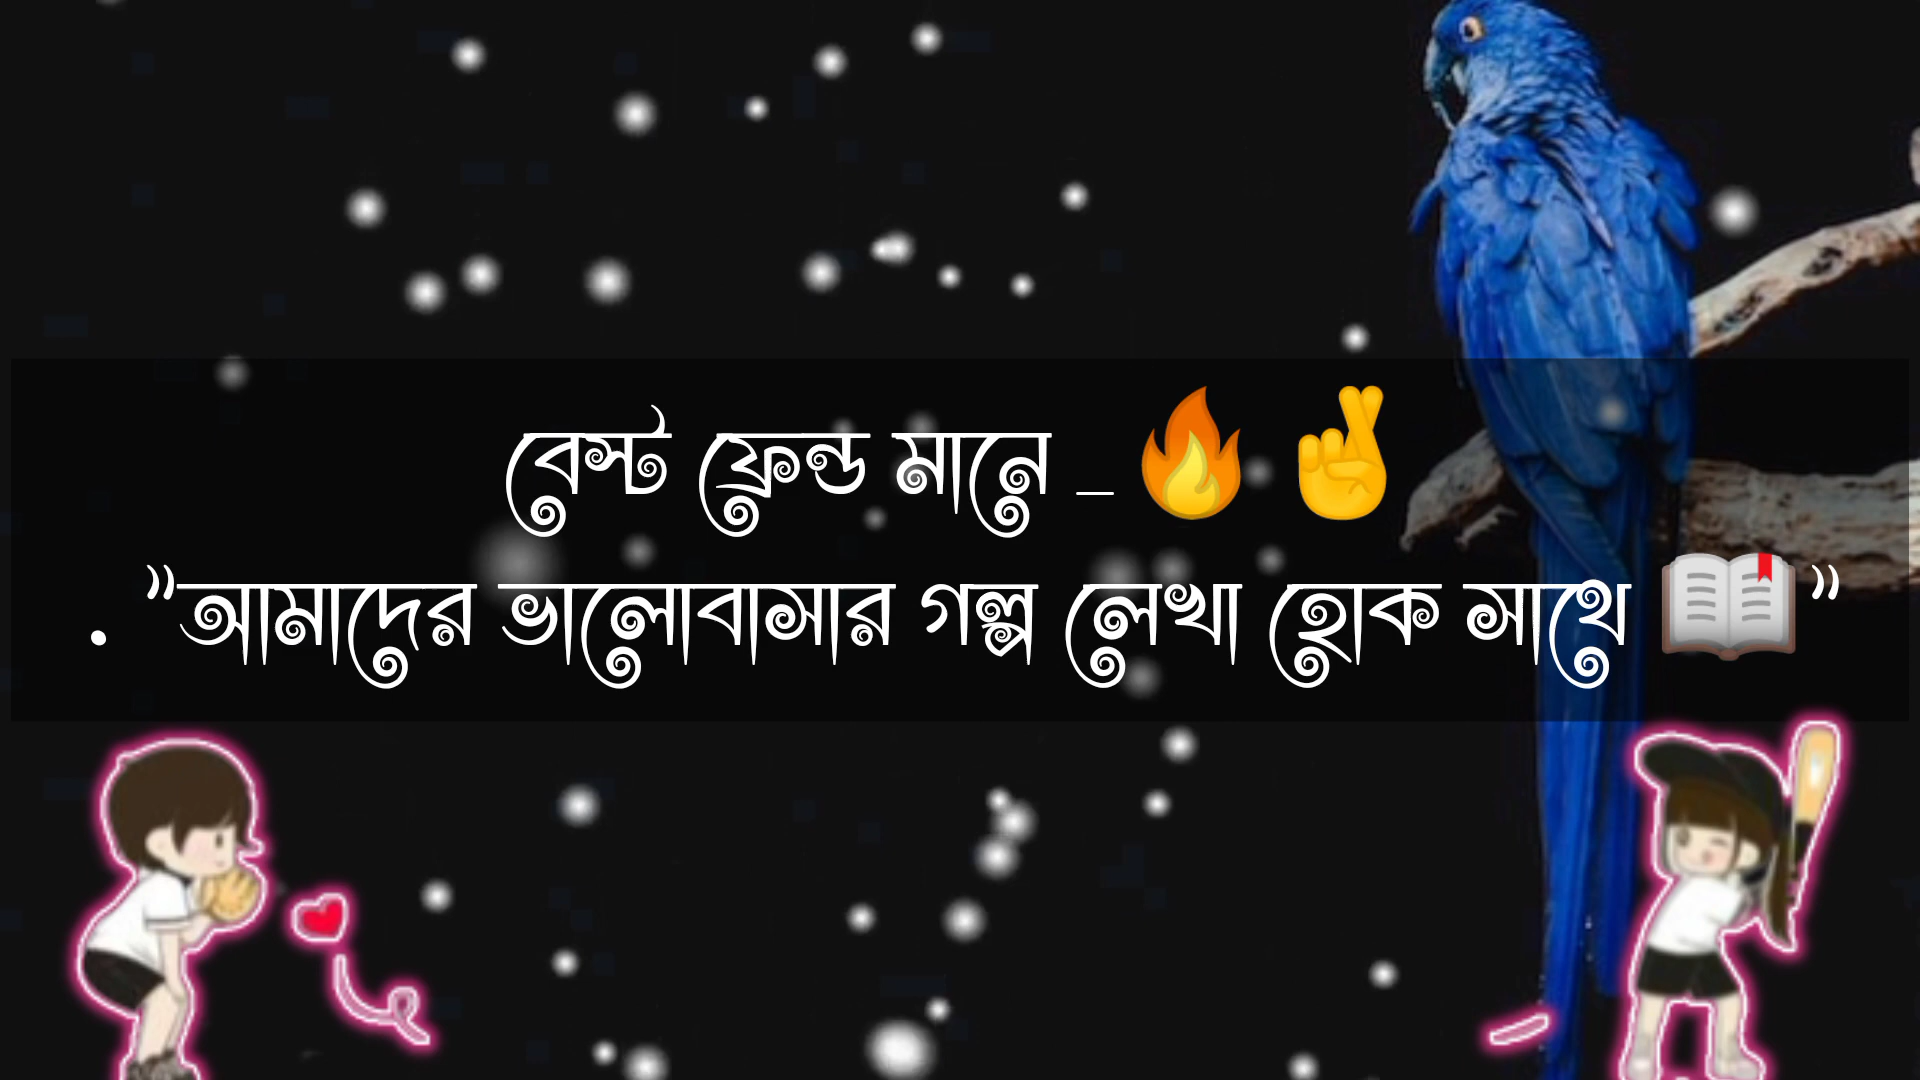 বেস্ট ফ্রেন্ড মানে _ 🔥 🤞
. ”আমাদের ভালোবাসার গল্প লেখা হোক সাথে 📖 ”